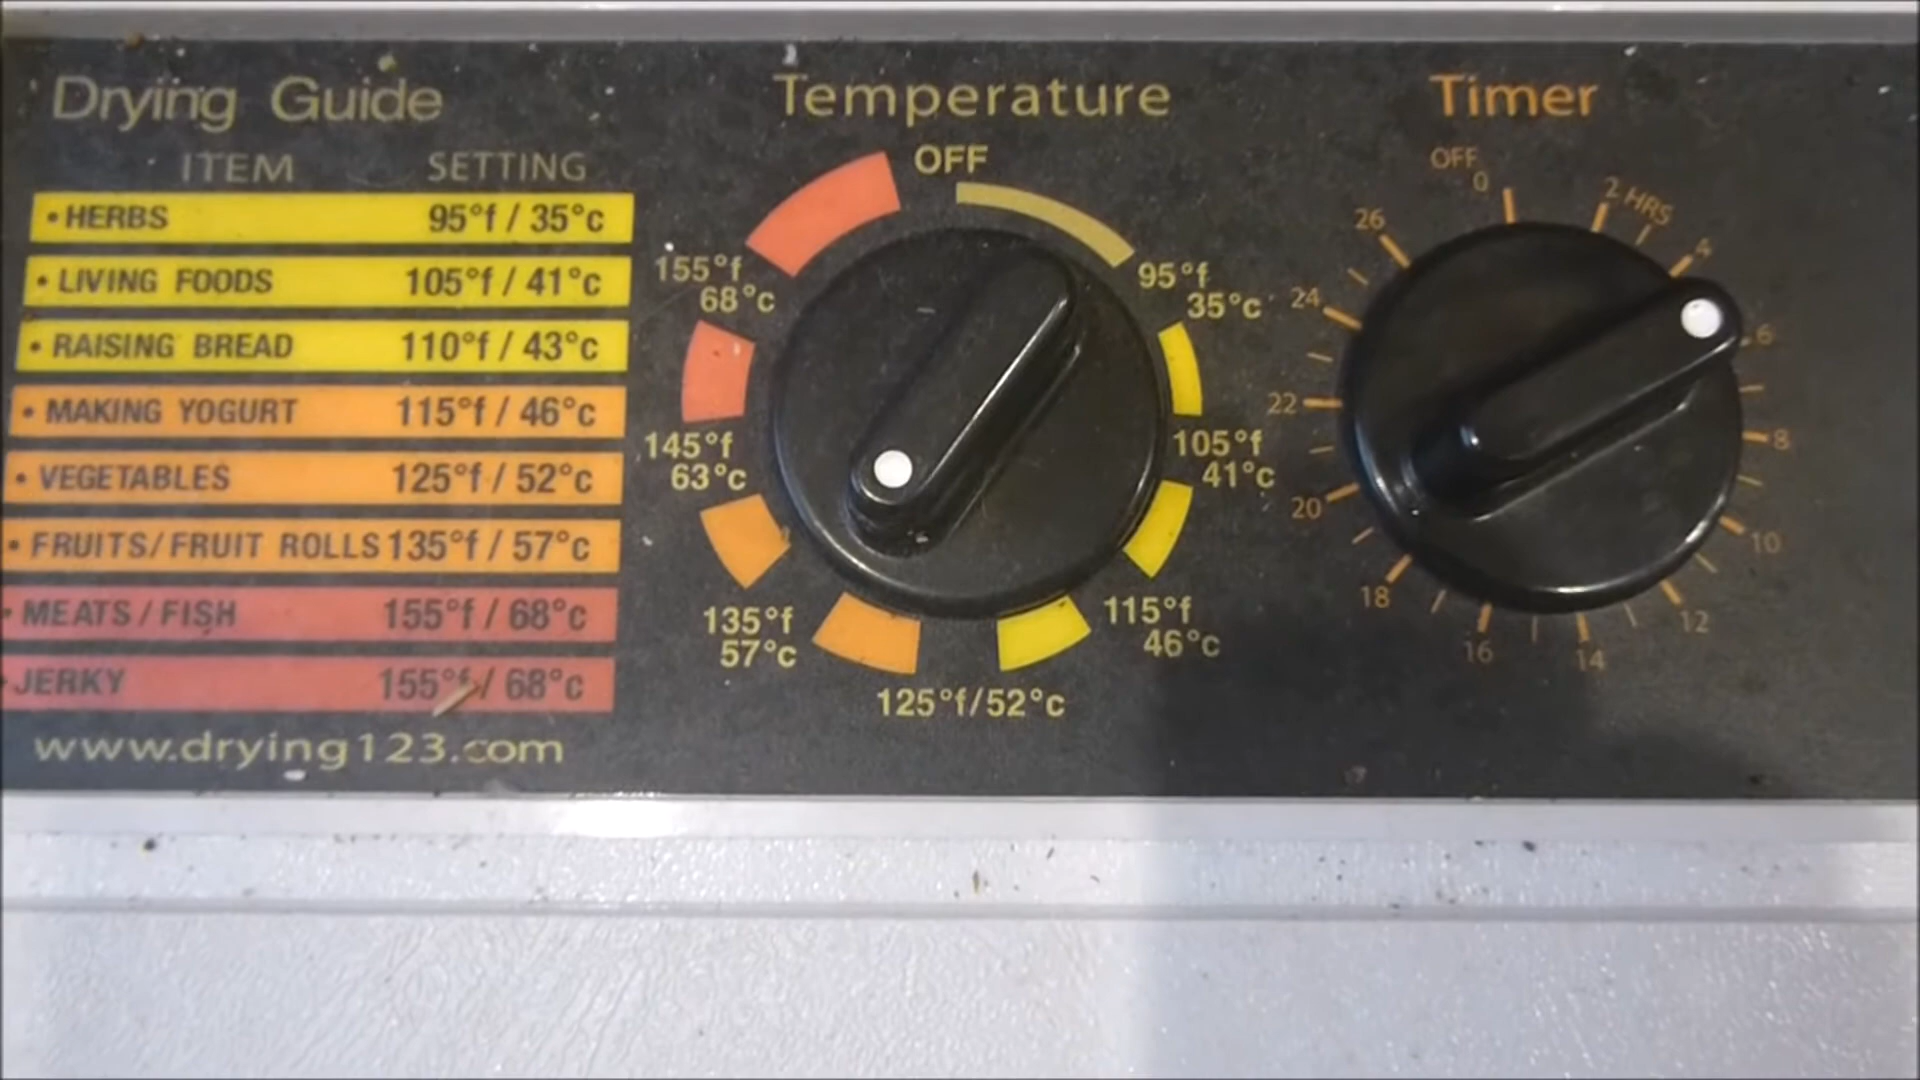 Drying Guide
ITEM SETTING
• HERBS 95°f / 35°c
• LIVING FOODS 105°f / 41°c
• RAISING BREAD 110°f / 43°c
• MAKING YOGURT 115°f / 46°c
• VEGETABLES 125°f / 52°c
• FRUITS/FRUIT ROLLS 135°f / 57°c
• MEATS / FISH 155°f / 68°c
• JERKY 155°f / 68°c
www.drying123.com
Temperature
OFF
95°f
35°c
105°f
41°c
115°f
46°c
125°f/52°c
135°f
57°c
145°f
63°c
155°f
68°c
Timer
OFF
0
2 HRS
4
6
8
10
12
14
16
18
20
22
24
26